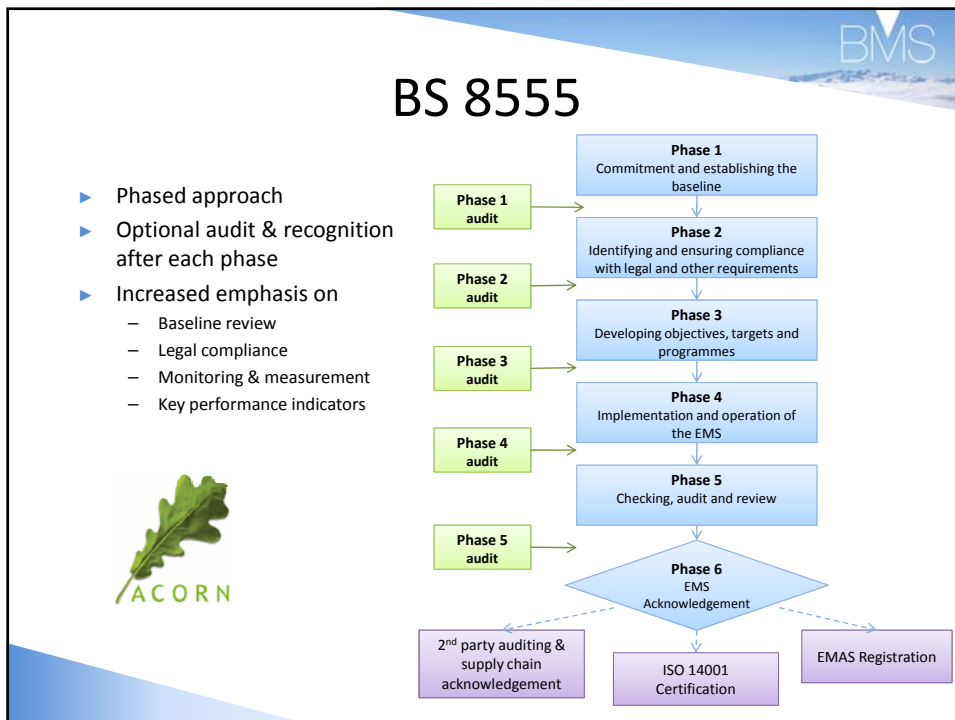 BMS
BS 8555
► Phased approach
► Optional audit & recognition
after each phase
► Increased emphasis on
– Baseline review
– Legal compliance
– Monitoring & measurement
– Key performance indicators
ACORN
Phase 1
Commitment and establishing the
baseline
Phase 1
audit
Phase 2
Identifying and ensuring compliance
with legal and other requirements
Phase 2
audit
Phase 3
Developing objectives, targets and
programmes
Phase 3
audit
Phase 4
Implementation and operation of
the EMS
Phase 4
audit
Phase 5
Checking, audit and review
Phase 5
audit
Phase 6
EMS
Acknowledgement
2nd party auditing &
supply chain
acknowledgement
ISO 14001
Certification
EMAS Registration